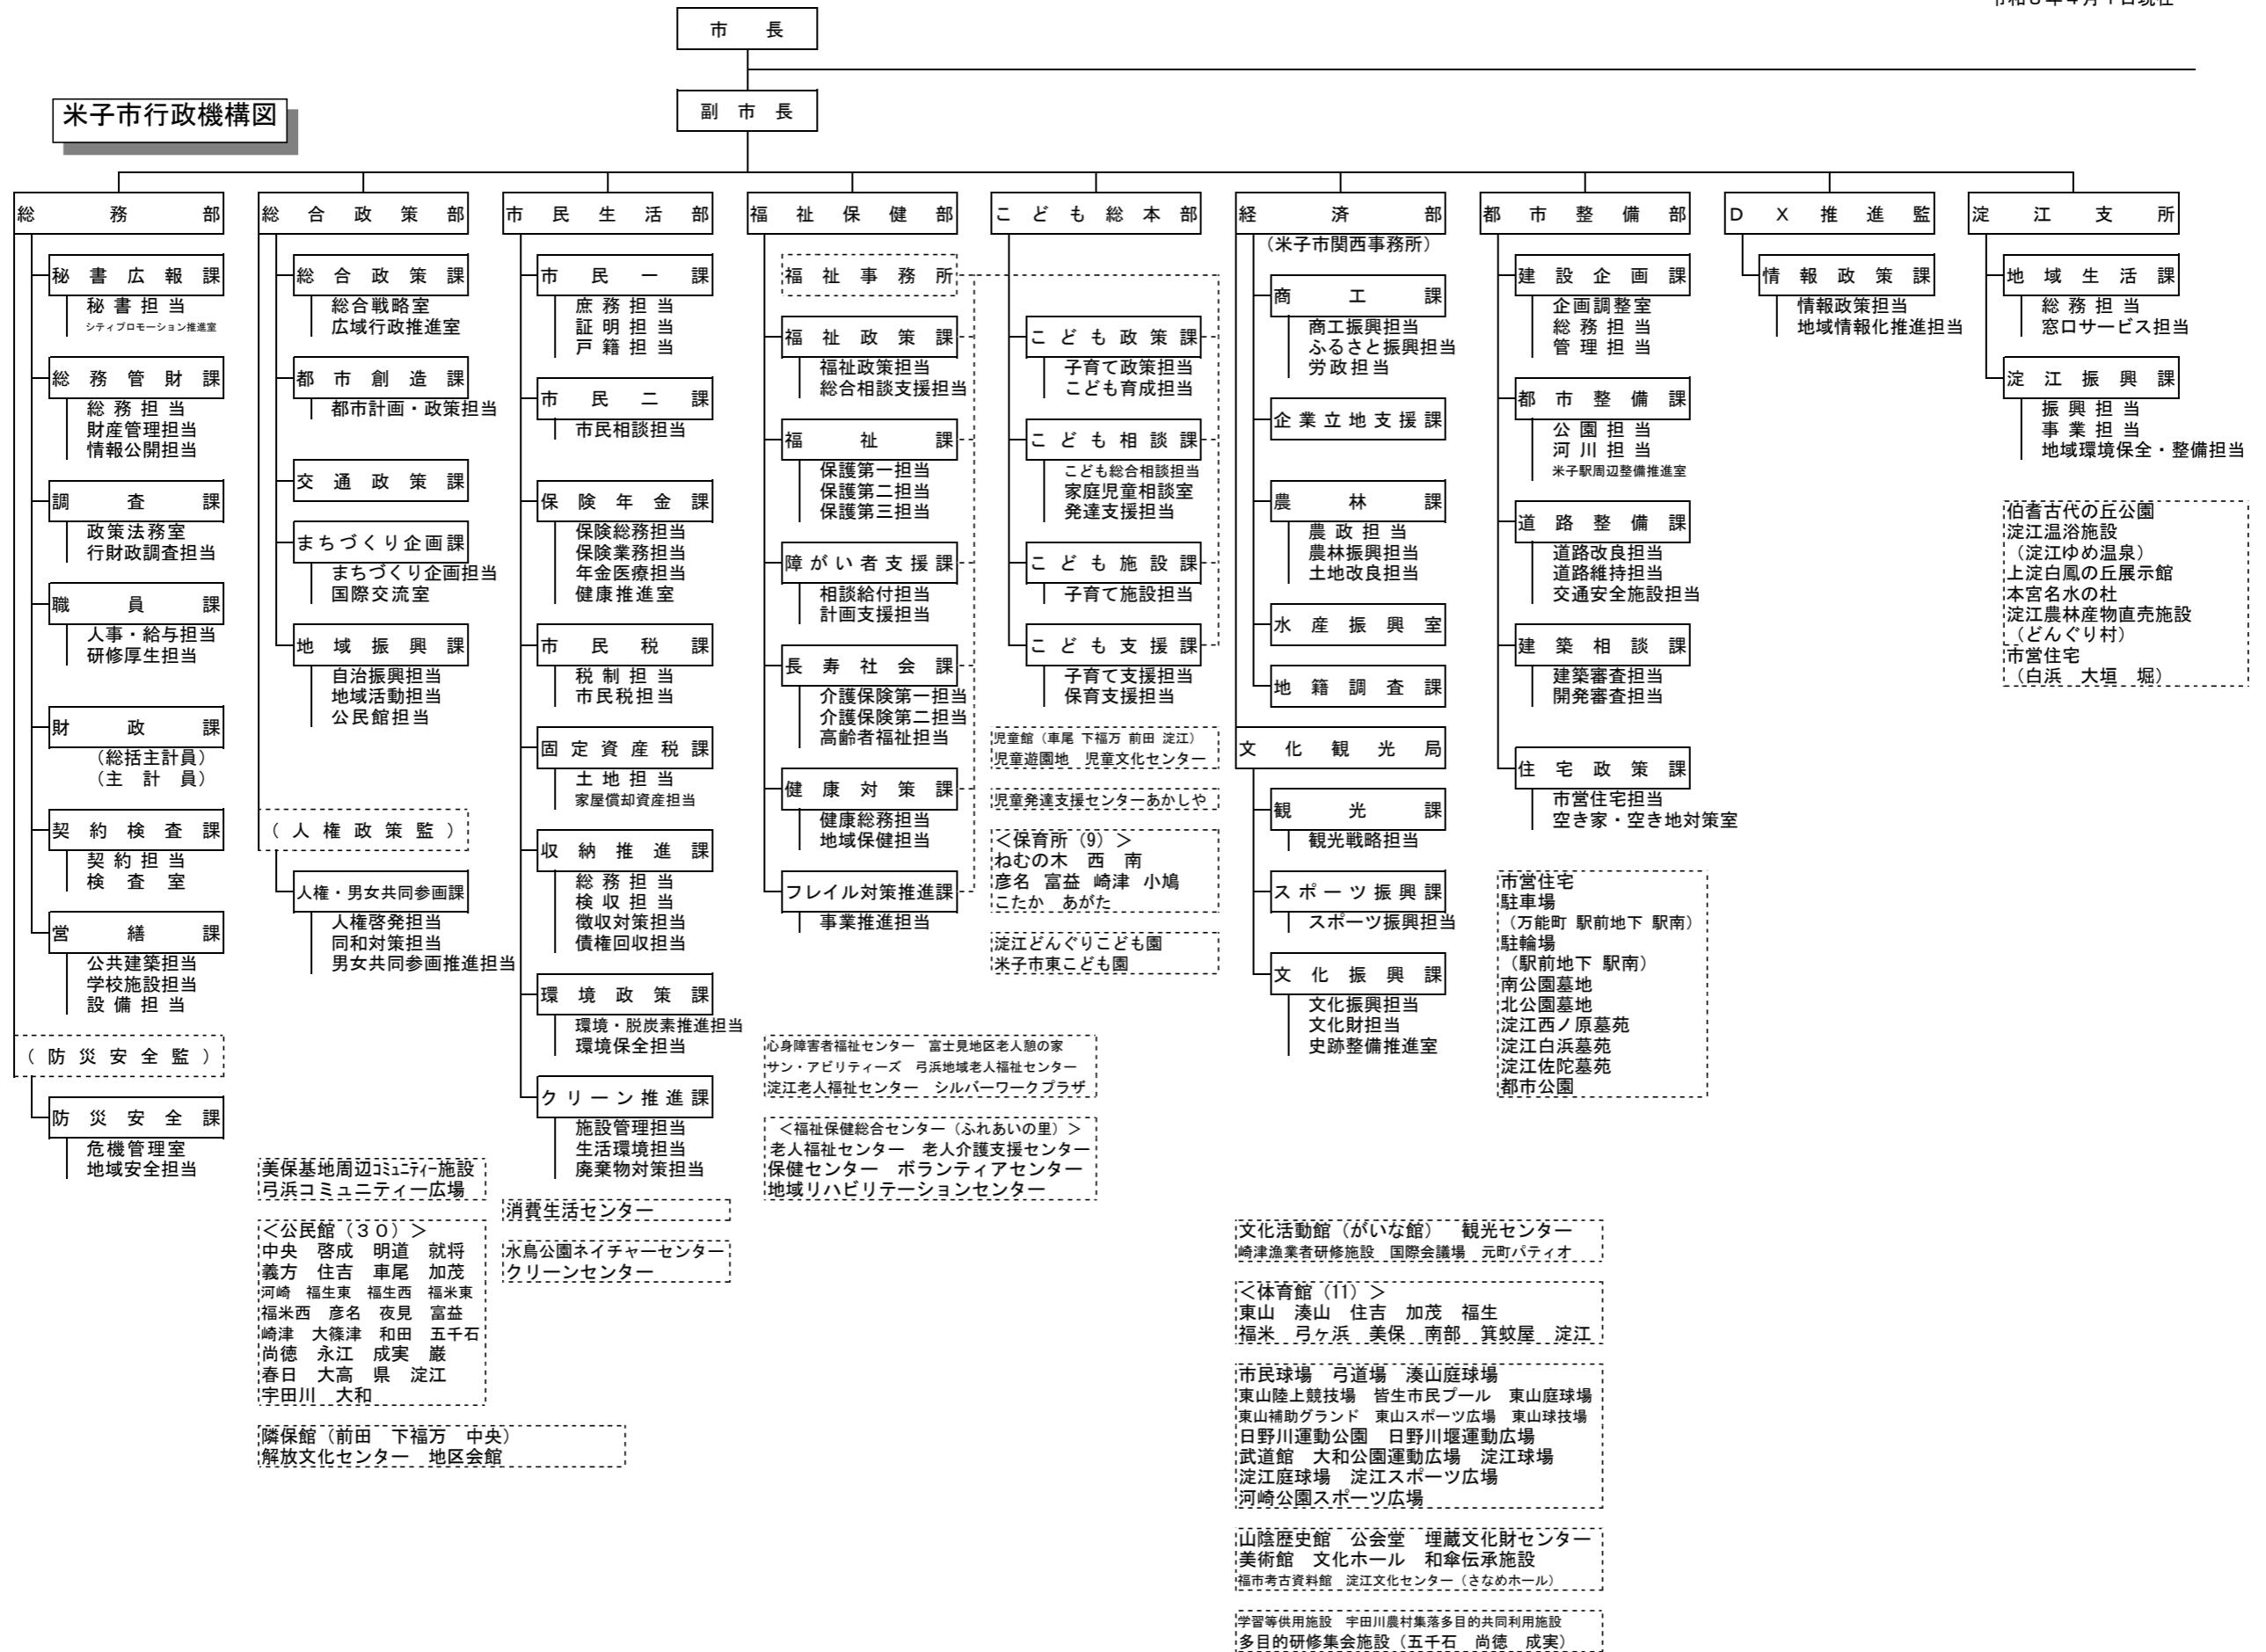 市長
副市長
米子市行政機構図
総務部
秘書広報課
秘書担当
シティプロモーション推進室
総務管財課
総務担当
財産管理担当
情報公開担当
調査課
政策法務室
行財政調査担当
職員課
人事・給与担当
研修厚生担当
財政課
（総括主計員）
（主計員）
契約検査課
契約担当
検査室
営繕課
公共建築担当
学校施設担当
設備担当
（防災安全監）
防災安全課
危機管理室
地域安全担当
総合政策部
総合政策課
総合戦略室
広域行政推進室
都市創造課
都市計画・政策担当
交通政策課
まちづくり企画課
まちづくり企画担当
国際交流室
地域振興課
自治振興担当
地域活動担当
公民館担当
（人権政策監）
人権・男女共同参画課
人権啓発担当
同和対策担当
男女共同参画推進担当
美保基地周辺ｺﾐｭﾆﾃｨｰ施設
弓浜コミュニティー広場
＜公民館（３０）＞
中央　啓成　明道　就将
義方　住吉　車尾　加茂
河崎　福生東　福生西　福米東
福米西　彦名　夜見　富益
崎津　大篠津　和田　五千石
尚徳　永江　成実　巌
春日　大高　県　淀江
宇田川　大和
隣保館（前田　下福万　中央）
解放文化センター　地区会館
市民生活部
市民一課
庶務担当
証明担当
戸籍担当
市民二課
市民相談担当
保険年金課
保険総務担当
保険業務担当
年金医療担当
健康推進室
市民税課
税制担当
市民税担当
固定資産税課
土地担当
家屋償却資産担当
収納推進課
総務担当
検収担当
徴収対策担当
債権回収担当
環境政策課
環境・脱炭素推進担当
環境保全担当
クリーン推進課
施設管理担当
生活環境担当
廃棄物対策担当
消費生活センター
水鳥公園ネイチャーセンター
クリーンセンター
福祉保健部
福祉事務所
福祉政策課
福祉政策担当
総合相談支援担当
福祉課
保護第一担当
保護第二担当
保護第三担当
障がい者支援課
相談給付担当
計画支援担当
長寿社会課
介護保険第一担当
介護保険第二担当
高齢者福祉担当
健康対策課
健康総務担当
地域保健担当
フレイル対策推進課
事業推進担当
心身障害者福祉センター　富士見地区老人憩の家
サン・アビリティーズ　弓浜地域老人福祉センター
淀江老人福祉センター　シルバーワークプラザ
＜福祉保健総合センター（ふれあいの里）＞
老人福祉センター　老人介護支援センター
保健センター　ボランティアセンター
地域リハビリテーションセンター
こども総本部
こども政策課
子育て政策担当
こども育成担当
こども相談課
こども総合相談担当
家庭児童相談室
発達支援担当
こども施設課
子育て施設担当
こども支援課
子育て支援担当
保育支援担当
児童館（車尾 下福万 前田 淀江）
児童遊園地　児童文化センター
児童発達支援センターあかしや
＜保育所（9）＞
ねむの木　西　南
彦名　富益　崎津　小鳩
こたか　あがた
淀江どんぐりこども園
米子市東こども園
経済部
（米子市関西事務所）
商工課
商工振興担当
ふるさと振興担当
労政担当
企業立地支援課
農林課
農政担当
農林振興担当
土地改良担当
水産振興室
地籍調査課
文化観光局
観光課
観光戦略担当
スポーツ振興課
スポーツ振興担当
文化振興課
文化振興担当
文化財担当
史跡整備推進室
文化活動館（がいな館）　観光センター
崎津漁業者研修施設　国際会議場　元町パティオ
＜体育館（11）＞
東山　湊山　住吉　加茂　福生
福米　弓ヶ浜　美保　南部　箕蚊屋　淀江
市民球場　弓道場　湊山庭球場
東山陸上競技場　皆生市民プール　東山庭球場
東山補助グランド　東山スポーツ広場　東山球技場
日野川運動公園　日野川堰運動広場
武道館　大和公園運動広場　淀江球場
淀江庭球場　淀江スポーツ広場
河崎公園スポーツ広場
山陰歴史館　公会堂　埋蔵文化財センター
美術館　文化ホール　和傘伝承施設
福市考古資料館　淀江文化センター（さなめホール）
学習等供用施設　宇田川農村集落多目的共同利用施設
多目的研修集会施設（五千石　尚徳　成実）
都市整備部
建設企画課
企画調整室
総務担当
管理担当
都市整備課
公園担当
河川担当
米子駅周辺整備推進室
道路整備課
道路改良担当
道路維持担当
交通安全施設担当
建築相談課
建築審査担当
開発審査担当
住宅政策課
市営住宅担当
空き家・空き地対策室
市営住宅
駐車場
（万能町 駅前地下 駅南）
駐輪場
（駅前地下 駅南）
南公園墓地
北公園墓地
淀江西ノ原墓苑
淀江白浜墓苑
淀江佐陀墓苑
都市公園
ＤＸ推進監
情報政策課
情報政策担当
地域情報化推進担当
淀江支所
地域生活課
総務担当
窓口サービス担当
淀江振興課
振興担当
事業担当
地域環境保全・整備担当
伯耆古代の丘公園
淀江温浴施設
（淀江ゆめ温泉）
上淀白鳳の丘展示館
本宮名水の杜
淀江農林産物直売施設
（どんぐり村）
市営住宅
（白浜　大垣　堀）